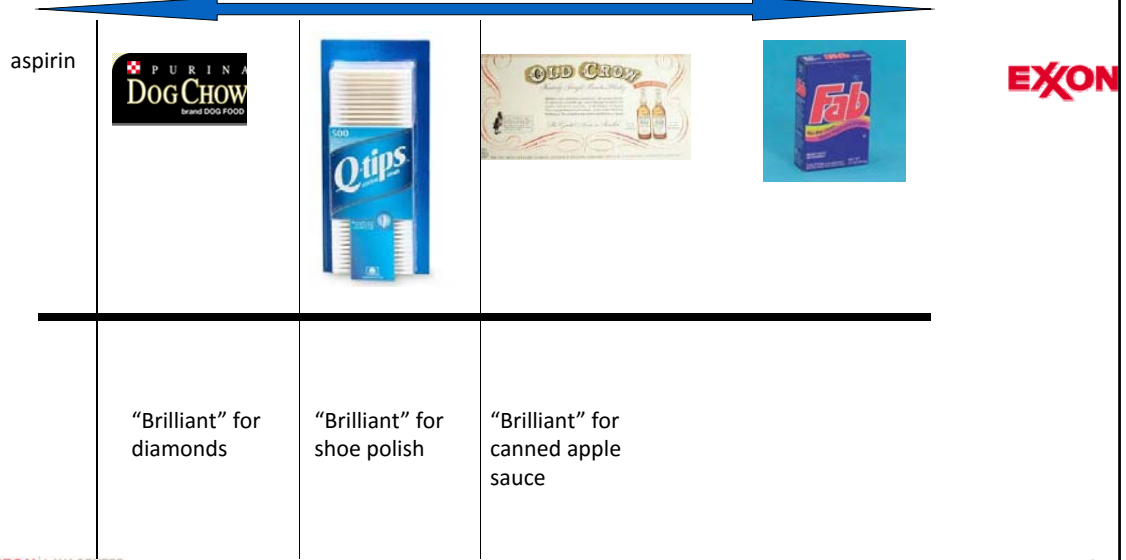 aspirin
PURINA
DOG CHOW
brand DOG FOOD
500
Q-tips
OLD CROW
Fab
EXXON
“Brilliant” for
diamonds
“Brilliant” for
shoe polish
“Brilliant” for
canned apple
sauce